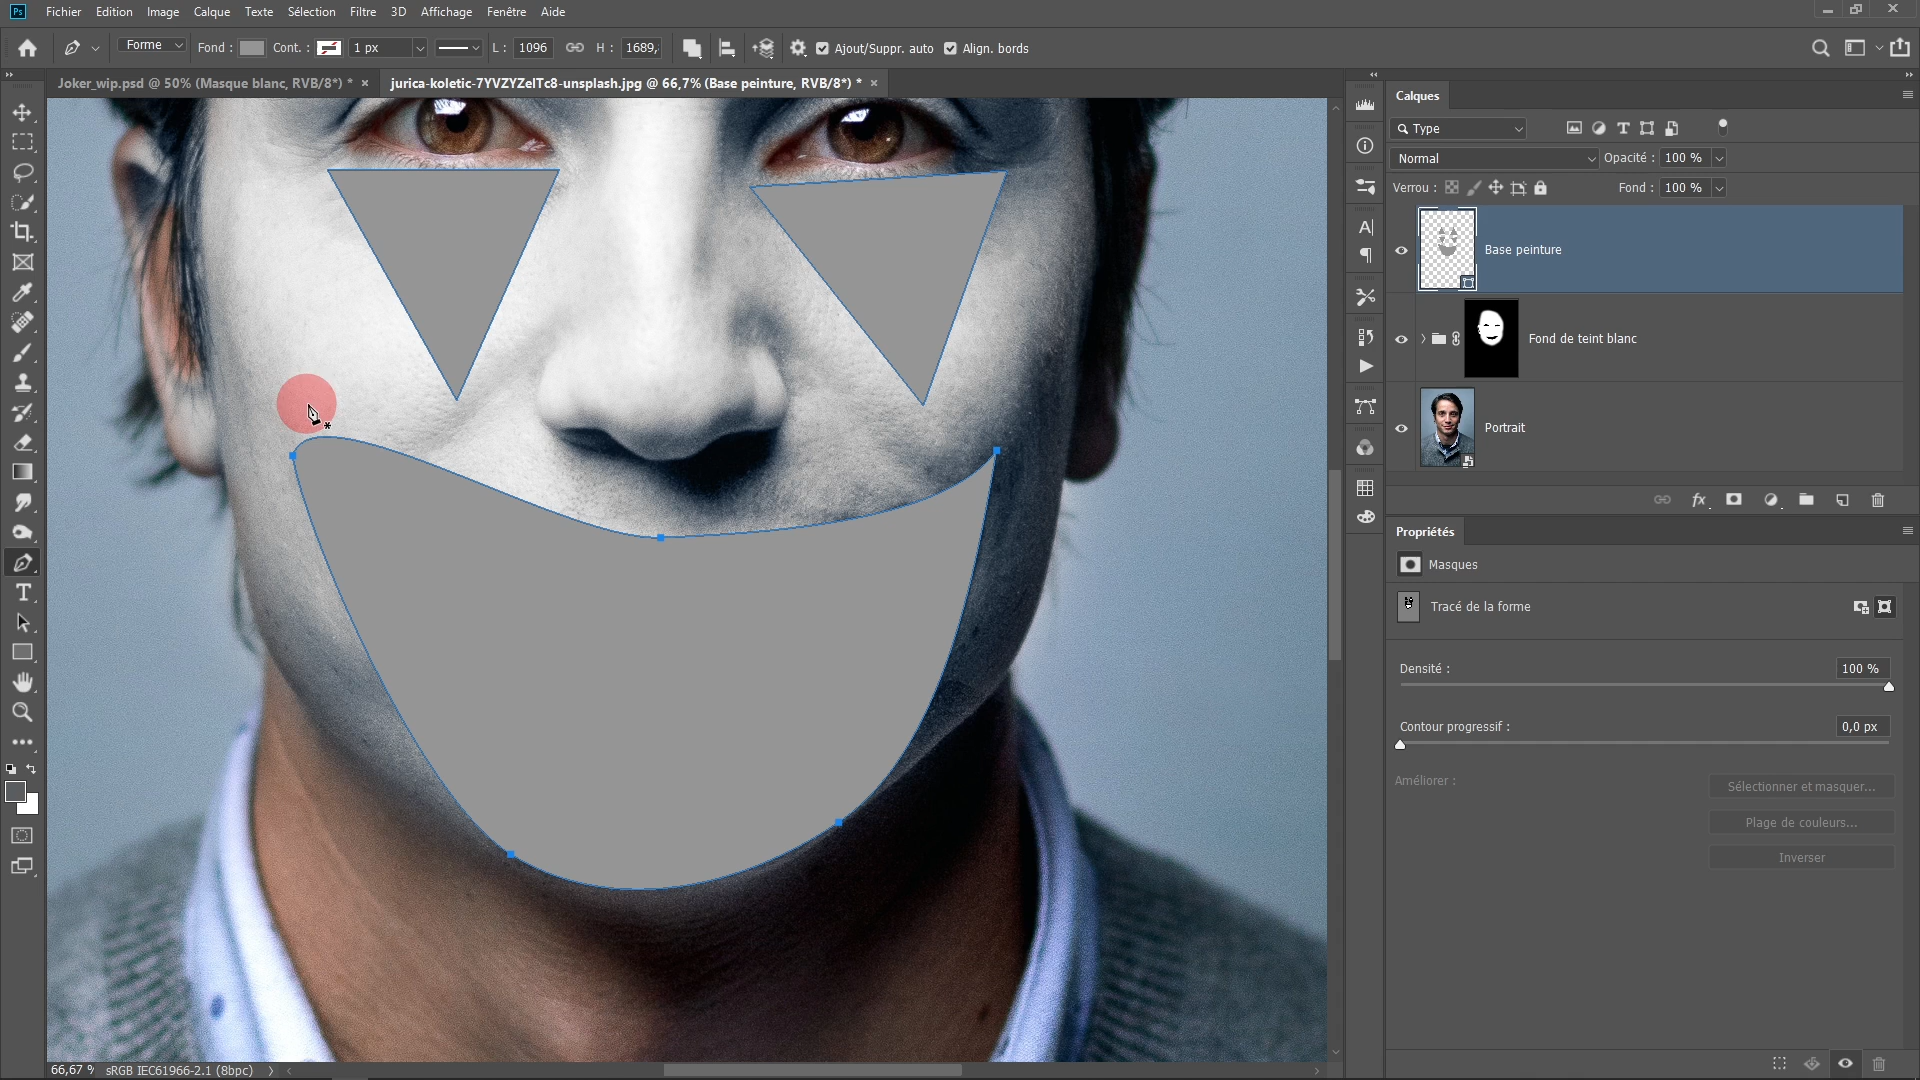 Ps Fichier Edition Image Calque Texte Sélection Filtre 3D Affichage Fenêtre Aide
Forme Fond : Cont. : 1 px L : 1096 H : 1689, Ajout/Suppr. auto Align. bords
Joker_wip.psd @ 50% (Masque blanc, RVB/8*) * × jurica-koletic-7YVZYZeITc8-unsplash.jpg @ 66,7% (Base peinture, RVB/8*) * ×
Calques
Type
Normal Opacité : 100 %
Verrou : Fond : 100 %
Base peinture
Fond de teint blanc
Portrait
fx
Propriétés
Masques
Tracé de la forme
Densité : 100 %
Contour progressif : 0,0 px
Améliorer : Sélectionner et masquer...
Plage de couleurs...
Inverser
66,67 % sRGB IEC61966-2.1 (8bpc)